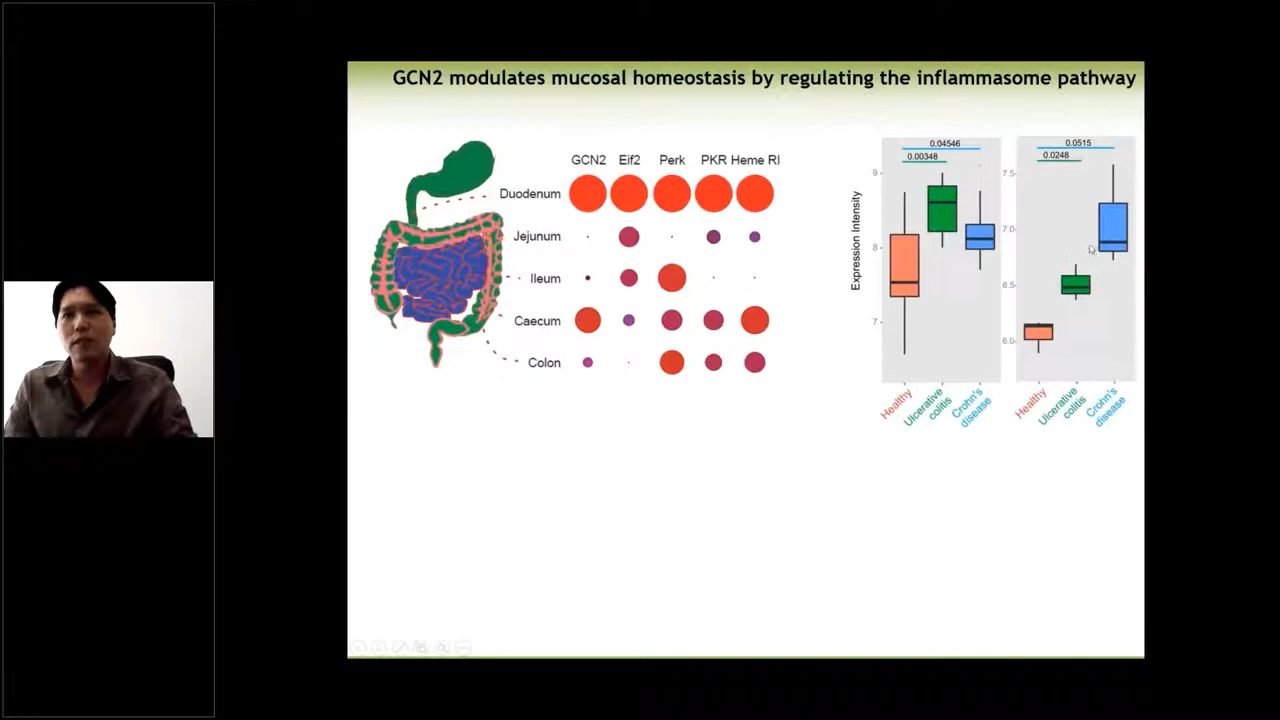 GCN2 modulates mucosal homeostasis by regulating the inflammasome pathway
GCN2 Eif2 Perk PKR Heme RI
Duodenum
Jejunum
Ileum
Caecum
Colon
Expression Intensity
9
8
7
0.04546
0.00348
Healthy
Ulcerative colitis
Crohn's disease
7.5
7.0
6.5
6.0
0.0515
0.0248
Healthy
Ulcerative colitis
Crohn's disease